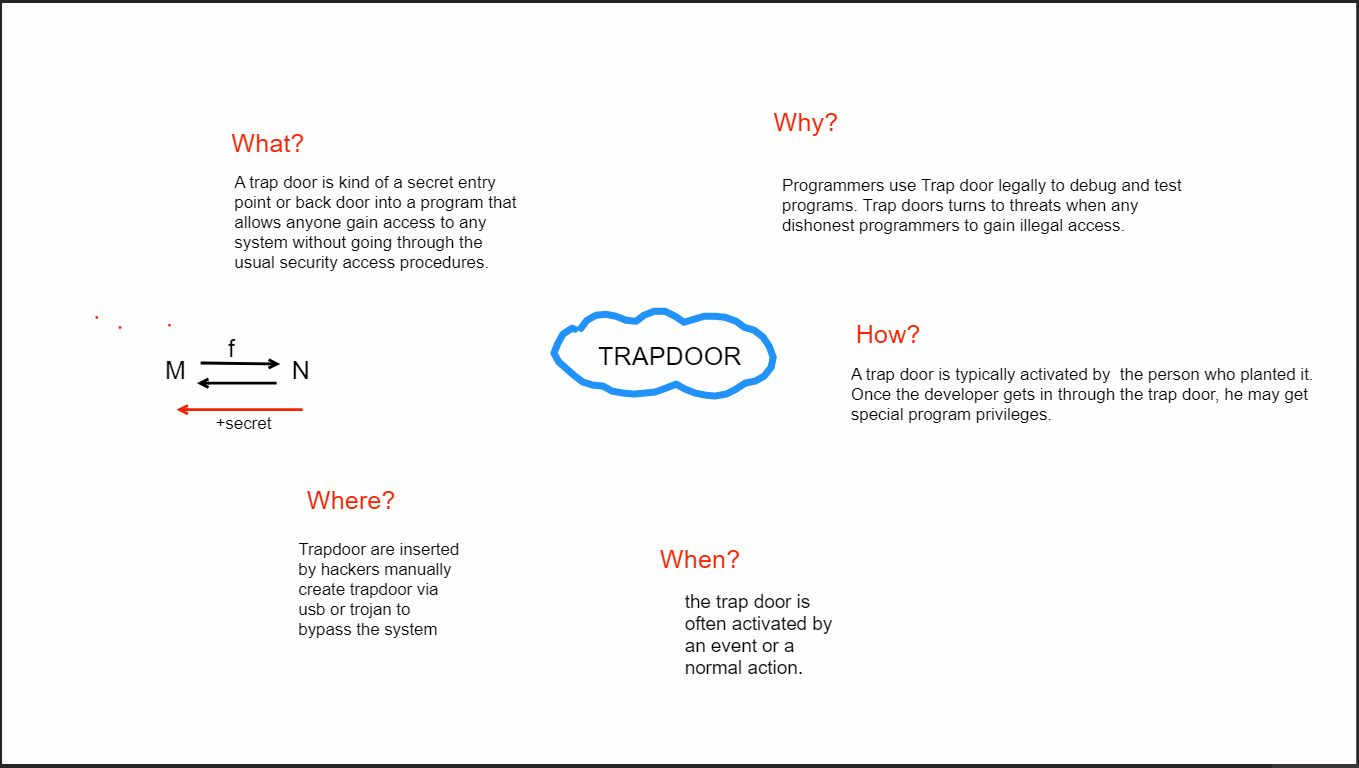 What?
A trap door is kind of a secret entry
point or back door into a program that
allows anyone gain access to any
system without going through the
usual security access procedures.
Why?
Programmers use Trap door legally to debug and test
programs. Trap doors turns to threats when any
dishonest programmers to gain illegal access.
f
M N
+secret
TRAPDOOR
How?
A trap door is typically activated by  the person who planted it.
Once the developer gets in through the trap door, he may get
special program privileges.
Where?
Trapdoor are inserted
by hackers manually
create trapdoor via
usb or trojan to
bypass the system
When?
the trap door is
often activated by
an event or a
normal action.